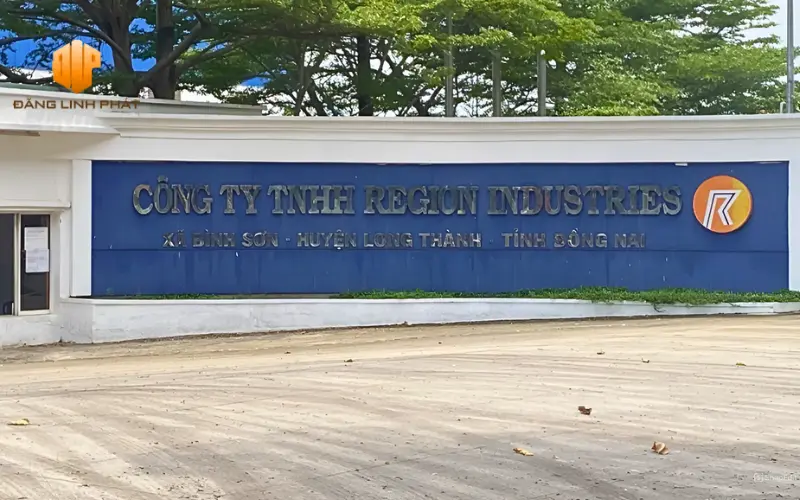 ĐĂNG LINH PHÁT
CÔNG TY TNHH REGION INDUSTRIES
XÃ BÌNH SƠN - HUYỆN LONG THÀNH - TỈNH ĐỒNG NAI
R